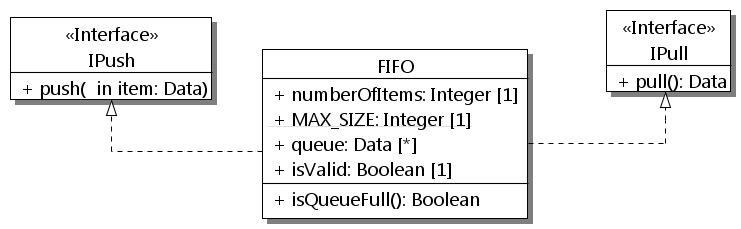 «Interface»
IPush
+ push(  in item: Data)
FIFO
+ numberOfItems: Integer [1]
+ MAX_SIZE: Integer [1]
+ queue: Data [*]
+ isValid: Boolean [1]
+ isQueueFull(): Boolean
«Interface»
IPull
+ pull(): Data